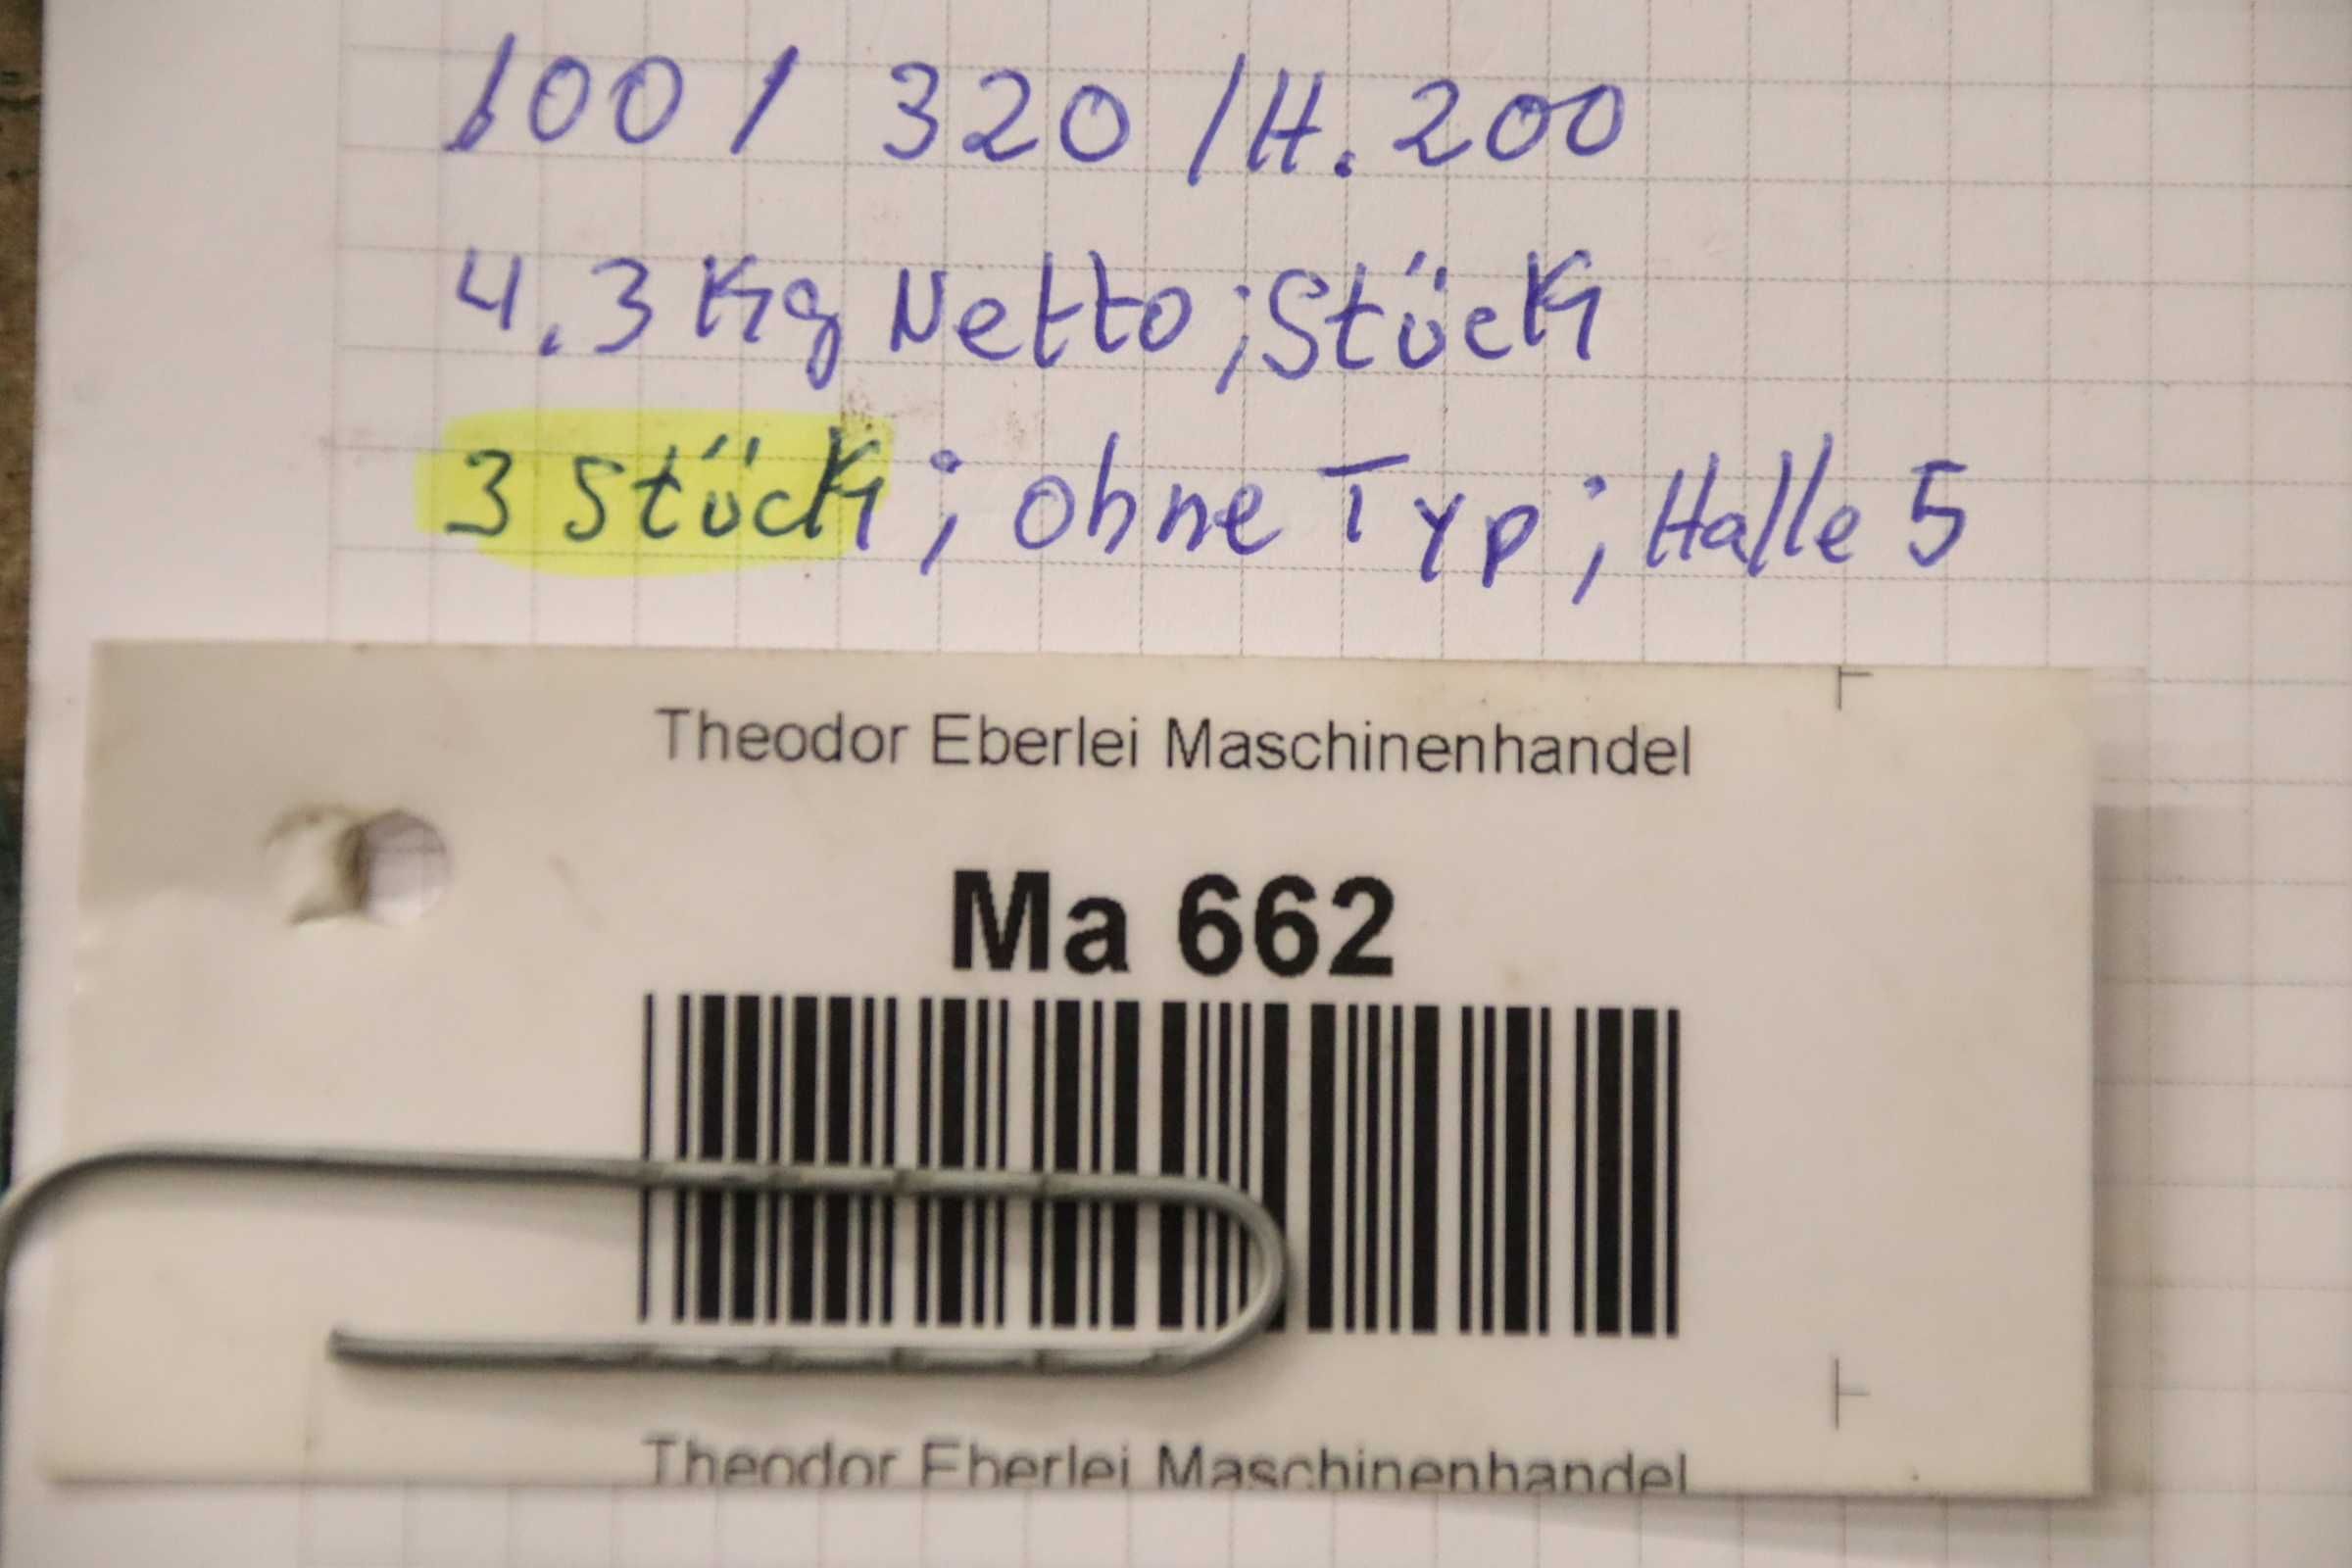 100 / 320 / H. 200
4.3 Kg Netto ; Stück
3 Stück ; ohne Typ ; Halle 5
Theodor Eberlei Maschinenhandel
Ma 662
Theodor Eberlei Maschinenhandel